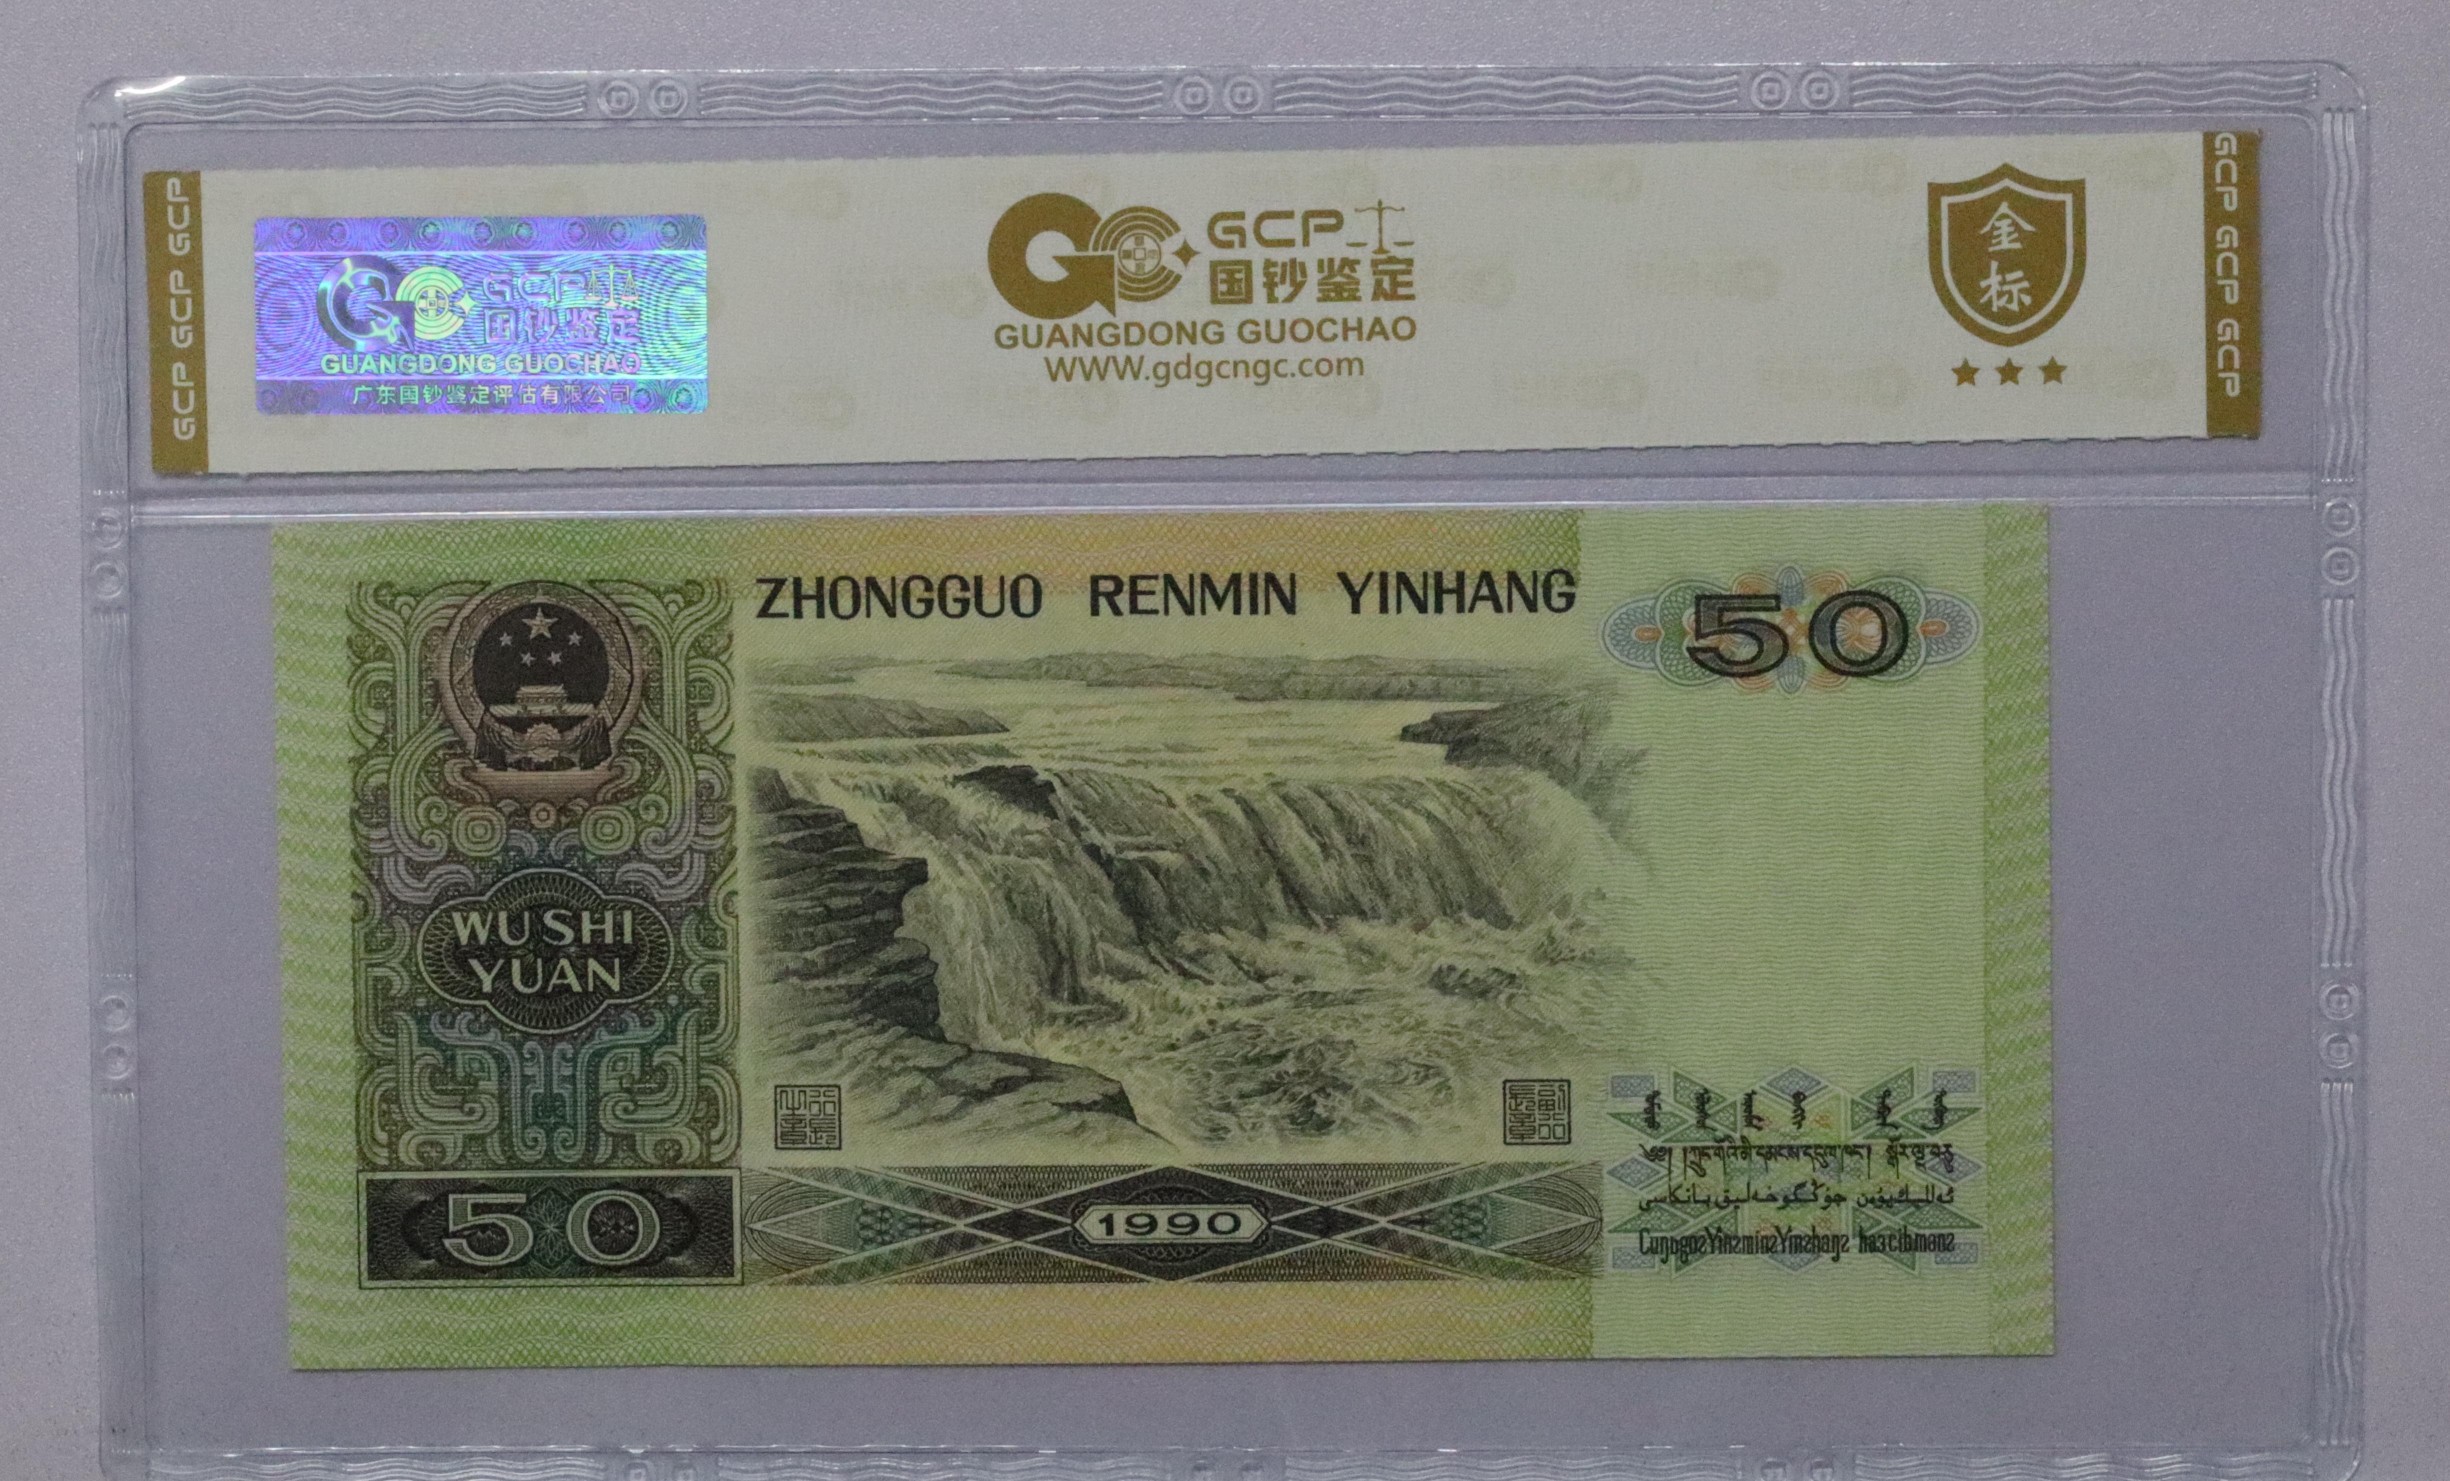 GCP GCP GCP
GCP
国钞鉴定
GUANGDONG GUOCHAO
广东国钞鉴定评估有限公司
GCP
国钞鉴定
GUANGDONG GUOCHAO
WWW.gdgcngc.com
金标
GCP GCP GCP
ZHONGGUO RENMIN YINHANG
50
WU SHI
YUAN
50
1990